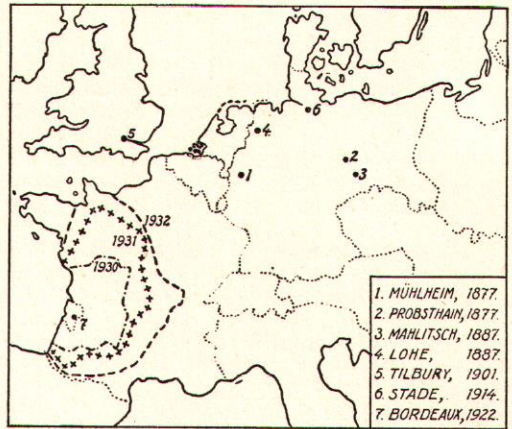 6
5
4
2
1
3
1932
1931
1930
7
1. MÜHLHEIM, 1877.
2. PROBSTHAIN, 1877.
3. MAHLITSCH, 1887.
4. LOHE, 1887.
5. TILBURY, 1901.
6. STADE, 1914.
7. BORDEAUX, 1922.